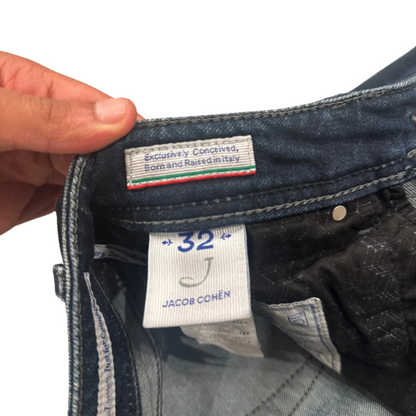 Exclusively Conceived,
Born and Raised in Italy
32
J
JACOB COHËN